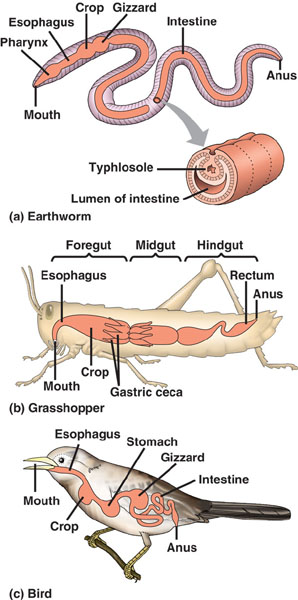 Crop Gizzard
Esophagus
Intestine
Pharynx
Anus
Mouth
Typhlosole
Lumen of intestine
(a) Earthworm
Foregut Midgut Hindgut
Esophagus
Rectum
Anus
Mouth
Crop
Gastric ceca
(b) Grasshopper
Esophagus
Stomach
Gizzard
Intestine
Mouth
Crop
Anus
(c) Bird